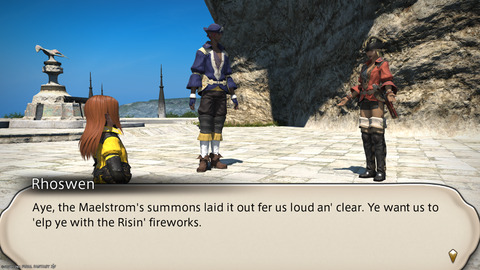 Rhoswen
Aye, the Maelstrom's summons laid it out fer us loud an' clear. Ye want us to
'elp ye with the Risin' fireworks.